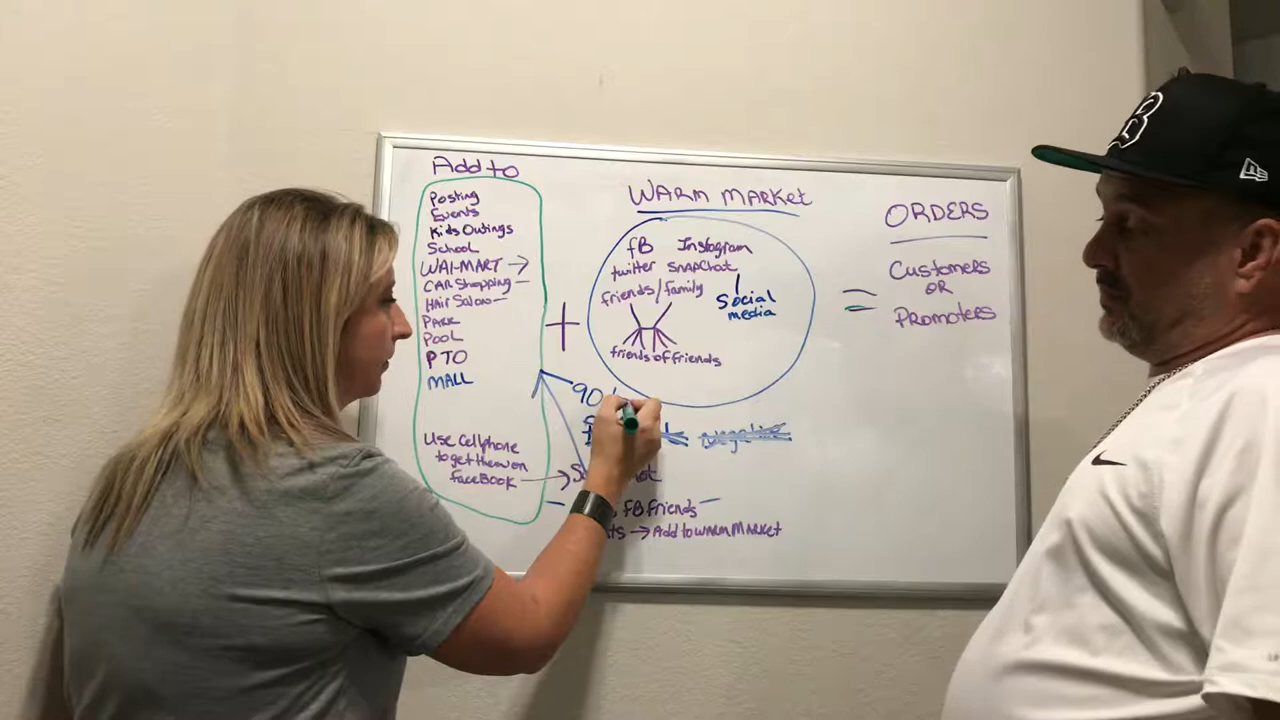 Add to
Posting
Events
Kids Outings
School
WAl-MART →
CAR Shopping –
HAIR Salon –
PARK
POOL
PTO
MALL
Use Cellphone
to get them on
FaceBook →
+
WARM MARKET
fB Instagram
twitter SNAPChat
friends/family
Social
media
friends of friends
90
Negative
FB friends –
→ Add to WARM MARKET
=
ORDERS
Customers
OR
Promoters
B